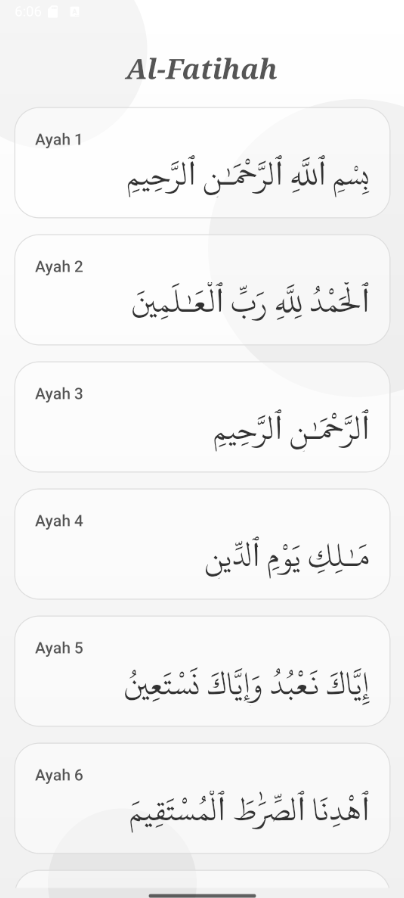 6:06
Al-Fatihah
Ayah 1
بِسْمِ ٱللَّهِ ٱلرَّحْمَـٰنِ ٱلرَّحِيمِ
Ayah 2
ٱلْحَمْدُ لِلَّهِ رَبِّ ٱلْعَـٰلَمِينَ
Ayah 3
ٱلرَّحْمَـٰنِ ٱلرَّحِيمِ
Ayah 4
مَـٰلِكِ يَوْمِ ٱلدِّينِ
Ayah 5
إِيَّاكَ نَعْبُدُ وَإِيَّاكَ نَسْتَعِينُ
Ayah 6
ٱهْدِنَا ٱلصِّرَٰطَ ٱلْمُسْتَقِيمَ